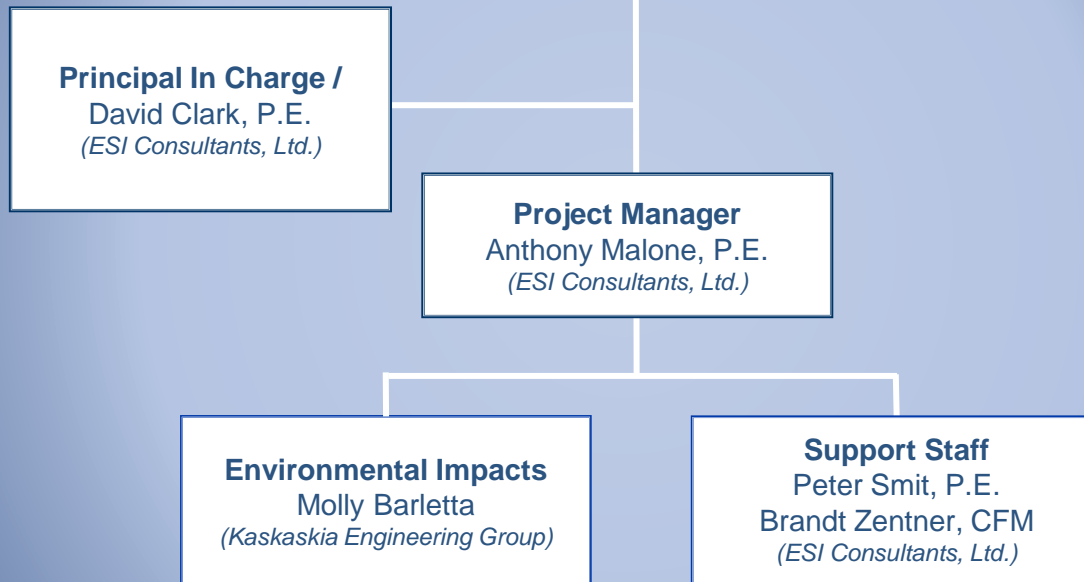 Principal In Charge /
David Clark, P.E.
(ESI Consultants, Ltd.)
Project Manager
Anthony Malone, P.E.
(ESI Consultants, Ltd.)
Environmental Impacts
Molly Barletta
(Kaskaskia Engineering Group)
Support Staff
Peter Smit, P.E.
Brandt Zentner, CFM
(ESI Consultants, Ltd.)